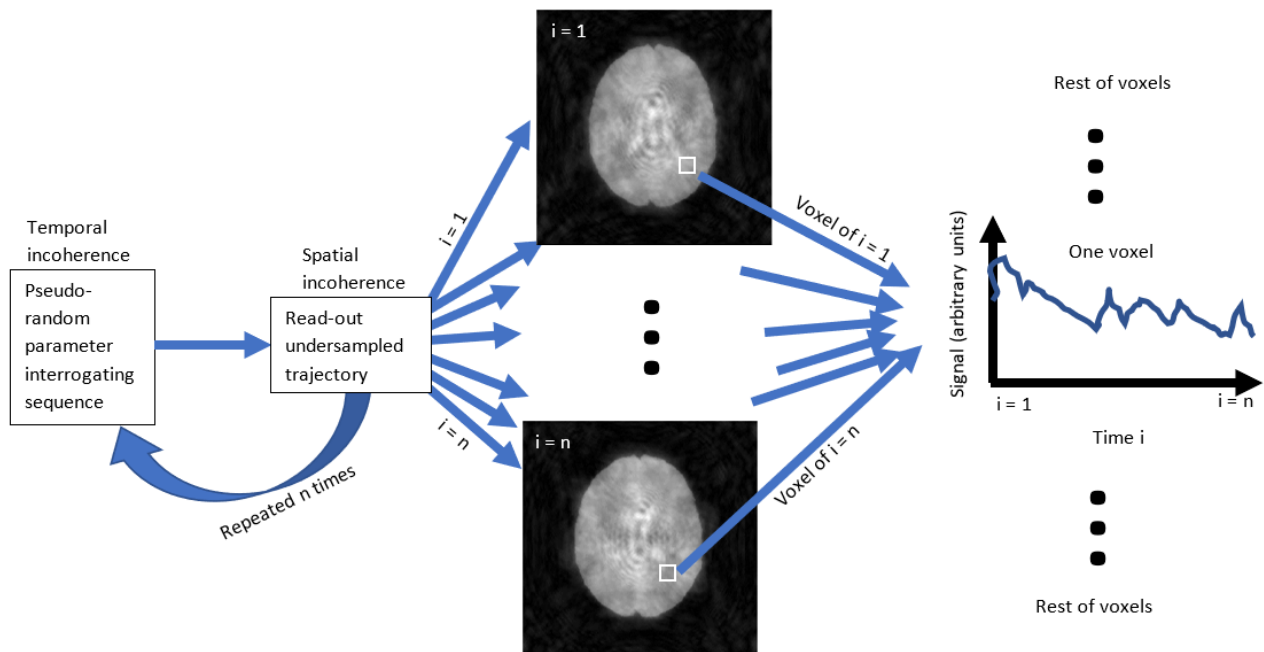 Temporal
incoherence
Pseudo-
random
parameter
interrogating
sequence
Spatial
incoherence
Read-out
undersampled
trajectory
Repeated n times
i = 1
i = n
i = 1
i = n
Voxel of i = 1
Voxel of i = n
Rest of voxels
One voxel
Signal (arbitrary units)
i = 1
i = n
Time i
Rest of voxels